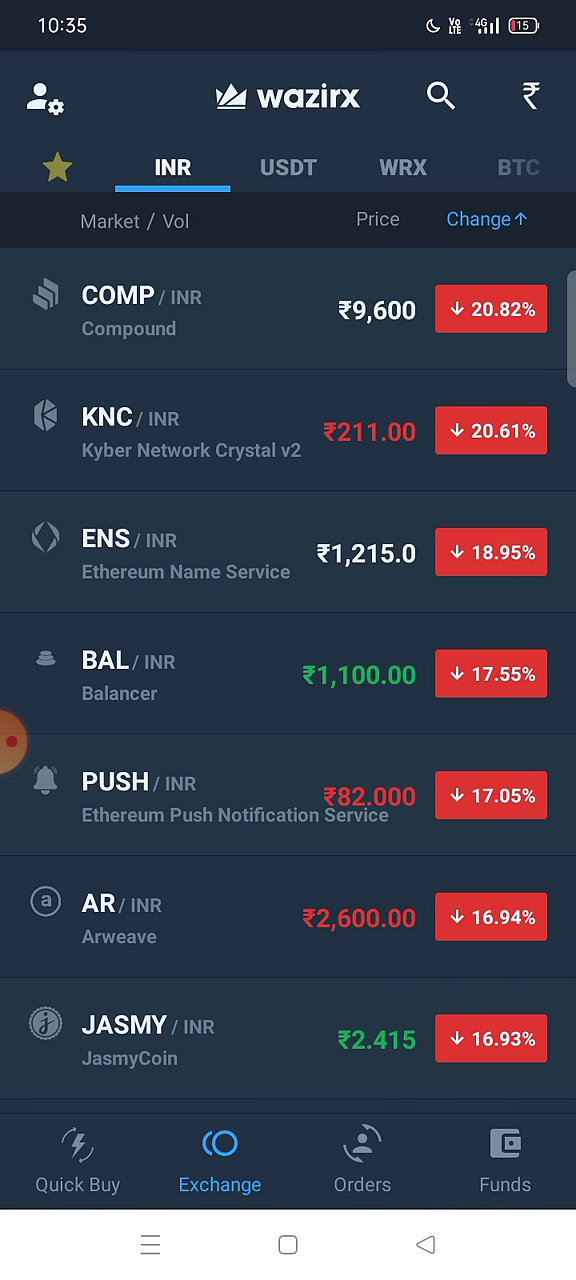 10:35
Vo LTE 4G 15
wazirx ₹
INR USDT WRX BTC
Market / Vol Price Change↑
COMP / INR ₹9,600 ↓ 20.82%
Compound
KNC / INR ₹211.00 ↓ 20.61%
Kyber Network Crystal v2
ENS / INR ₹1,215.0 ↓ 18.95%
Ethereum Name Service
BAL / INR ₹1,100.00 ↓ 17.55%
Balancer
PUSH / INR ₹82.000 ↓ 17.05%
Ethereum Push Notification Service
a AR / INR ₹2,600.00 ↓ 16.94%
Arweave
JASMY / INR ₹2.415 ↓ 16.93%
JasmyCoin
Quick Buy Exchange Orders Funds